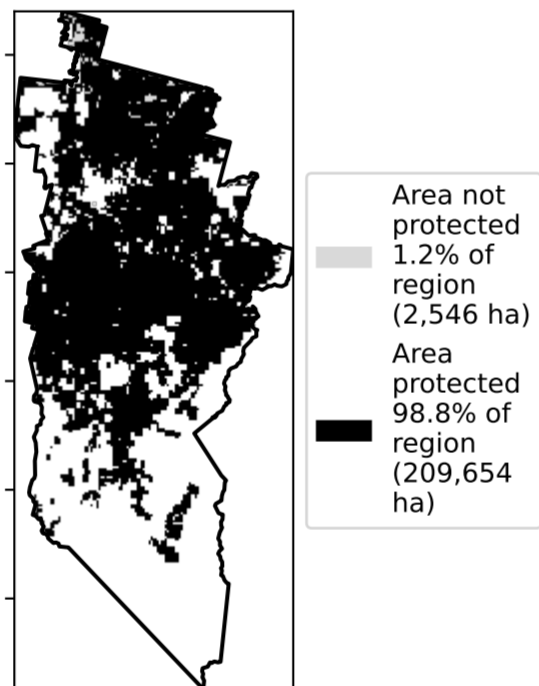 Area not
protected
1.2% of
region
(2,546 ha)
Area
protected
98.8% of
region
(209,654
ha)